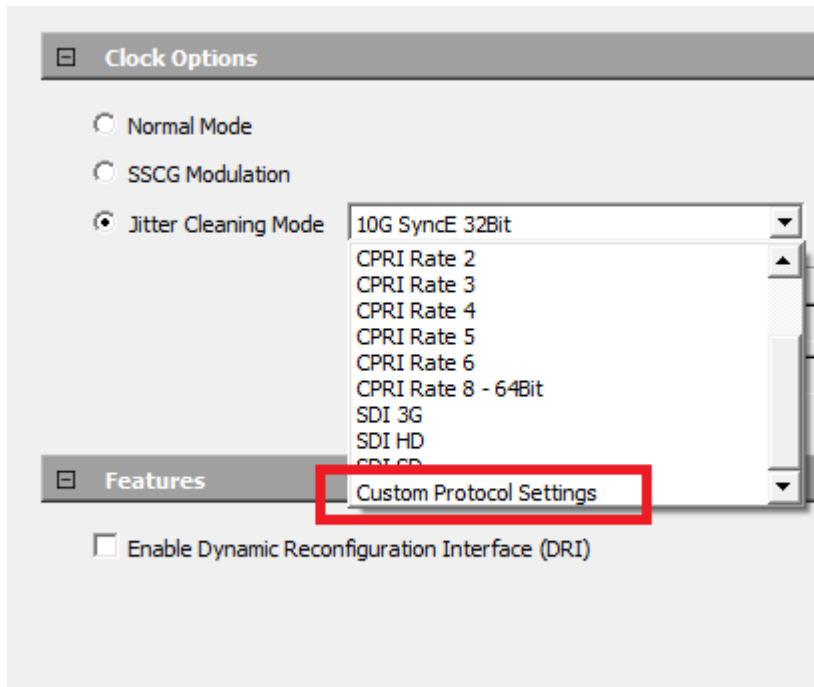 Clock Options
Normal Mode
SSCG Modulation
Jitter Cleaning Mode
10G SyncE 32Bit
CPRI Rate 2
CPRI Rate 3
CPRI Rate 4
CPRI Rate 5
CPRI Rate 6
CPRI Rate 8 - 64Bit
SDI 3G
SDI HD
SDI SD
Custom Protocol Settings
Features
Enable Dynamic Reconfiguration Interface (DRI)